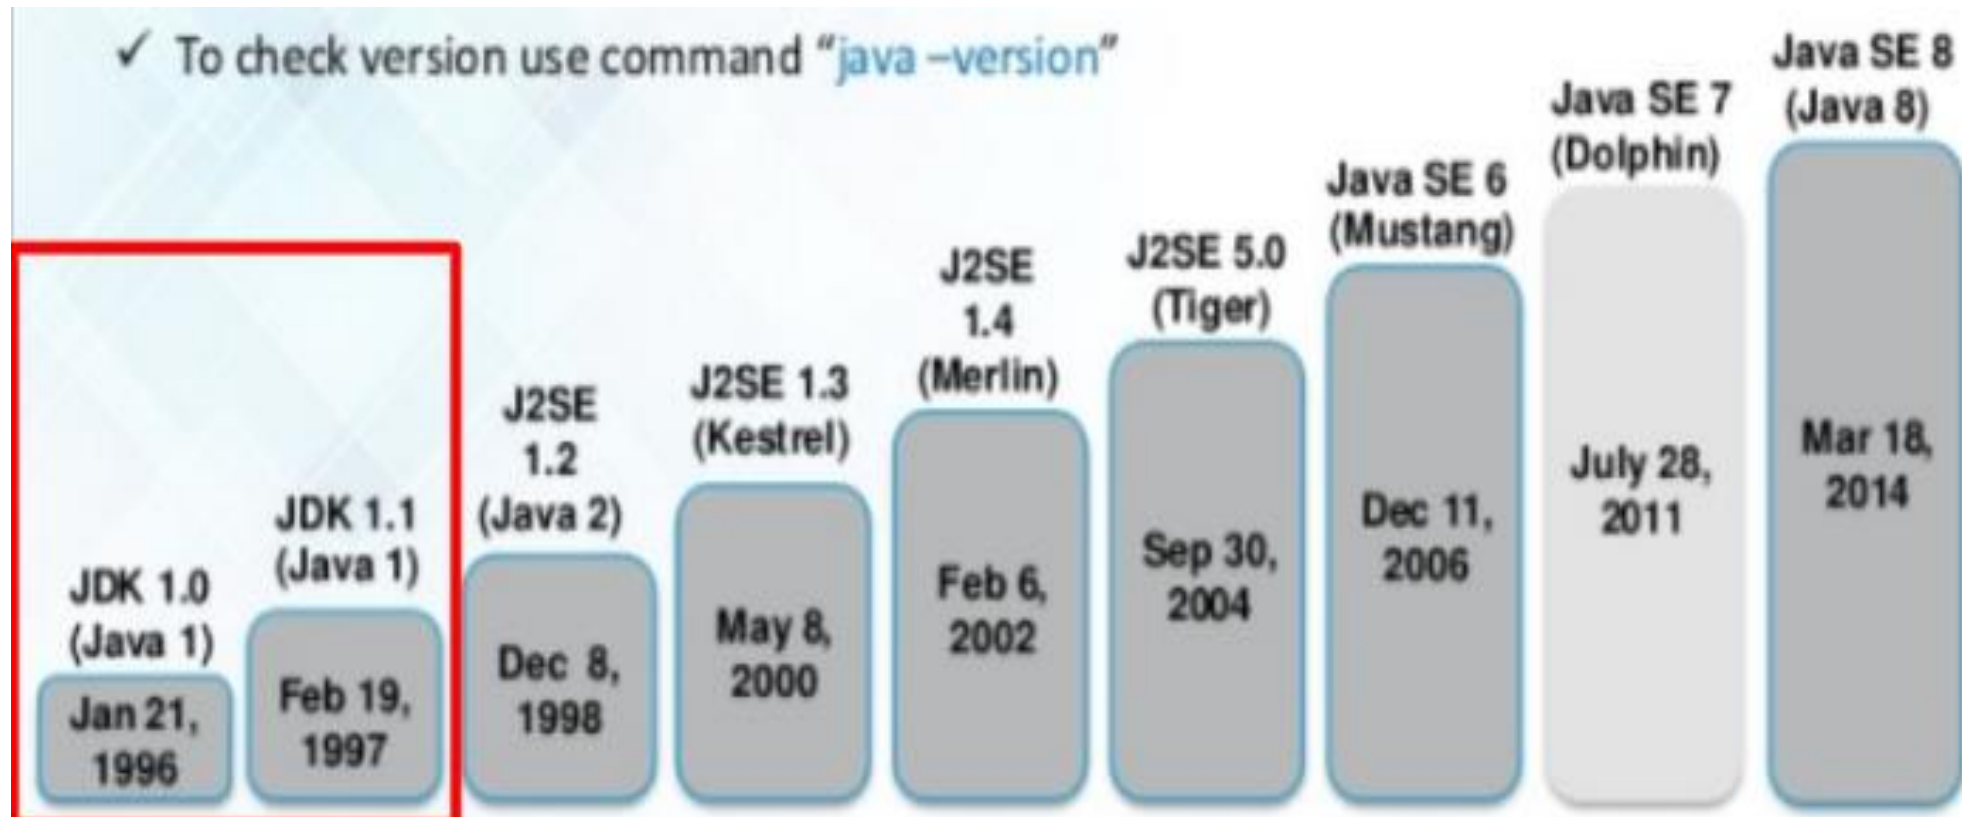 ✓ To check version use command “java –version”
JDK 1.0
(Java 1)
Jan 21,
1996
JDK 1.1
(Java 1)
Feb 19,
1997
J2SE
1.2
(Java 2)
Dec 8,
1998
J2SE 1.3
(Kestrel)
May 8,
2000
J2SE
1.4
(Merlin)
Feb 6,
2002
J2SE 5.0
(Tiger)
Sep 30,
2004
Java SE 6
(Mustang)
Dec 11,
2006
Java SE 7
(Dolphin)
July 28,
2011
Java SE 8
(Java 8)
Mar 18,
2014